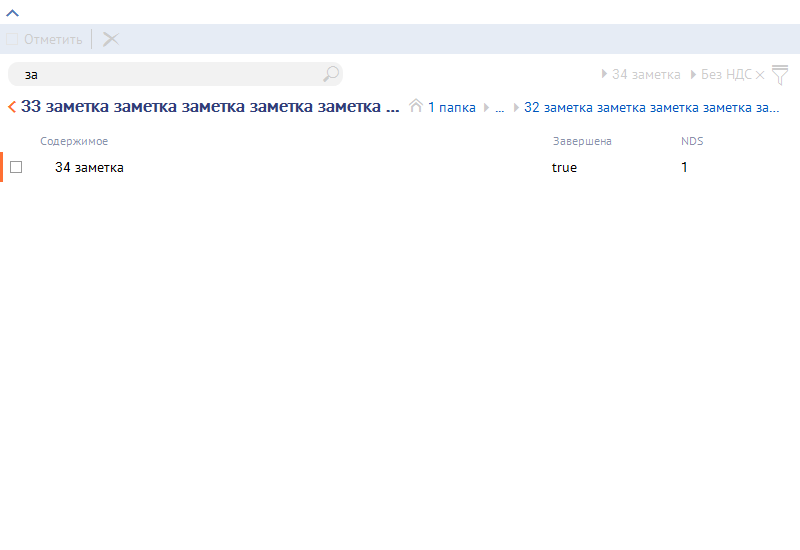 Отметить
за
34 заметка Без НДС
33 заметка заметка заметка заметка заметка ... 1 папка ... 32 заметка заметка заметка заметка за...
Содержимое Завершена NDS
34 заметка true 1